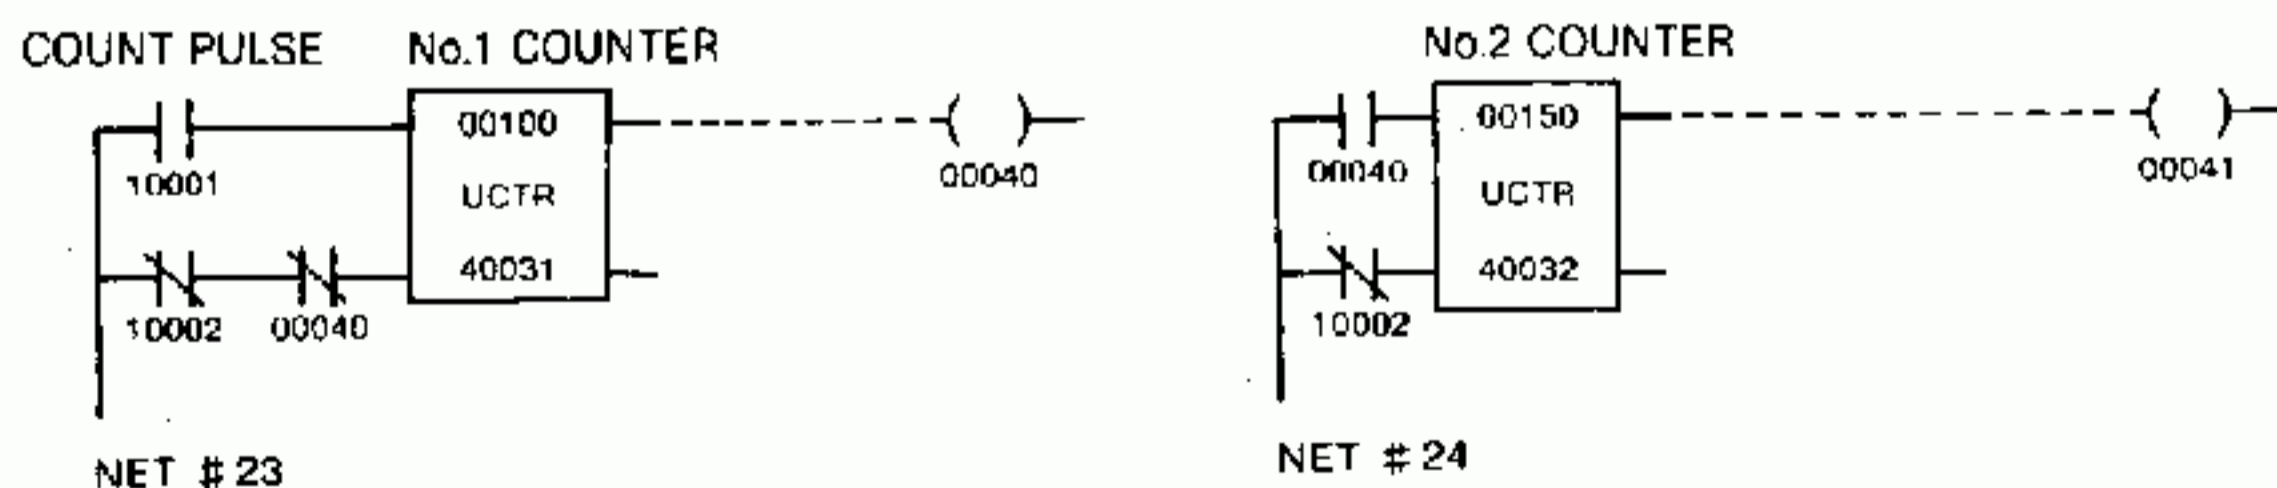 COUNT PULSE No.1 COUNTER
00100
10001
UCTR
00040
40031
10002 00040
NET #23
No.2 COUNTER
00150
00040
UCTR
00041
40032
10002
NET #24